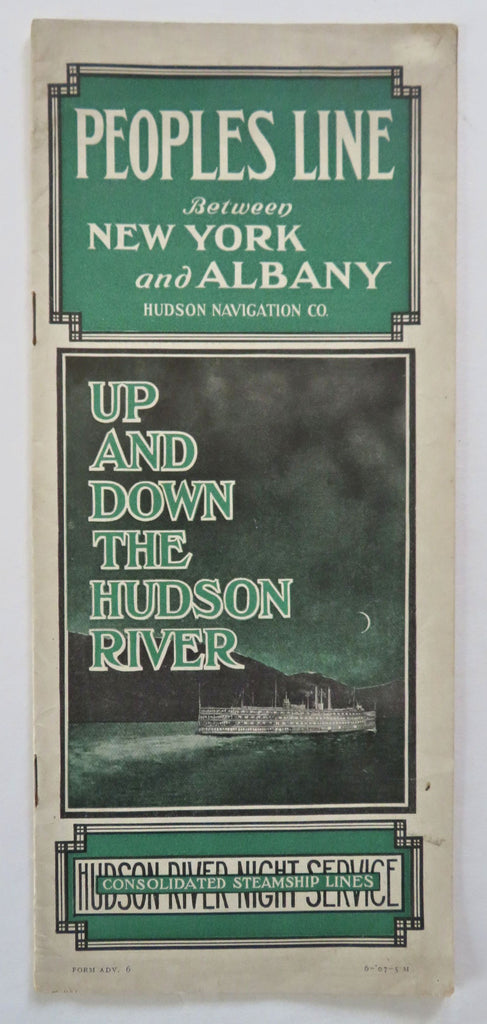 PEOPLES LINE
Between
NEW YORK
and ALBANY
HUDSON NAVIGATION CO.
UP
AND
DOWN
THE
HUDSON
RIVER
HUDSON RIVER NIGHT SERVICE
CONSOLIDATED STEAMSHIP LINES
FORM ADV. 6
6-'07-5 M